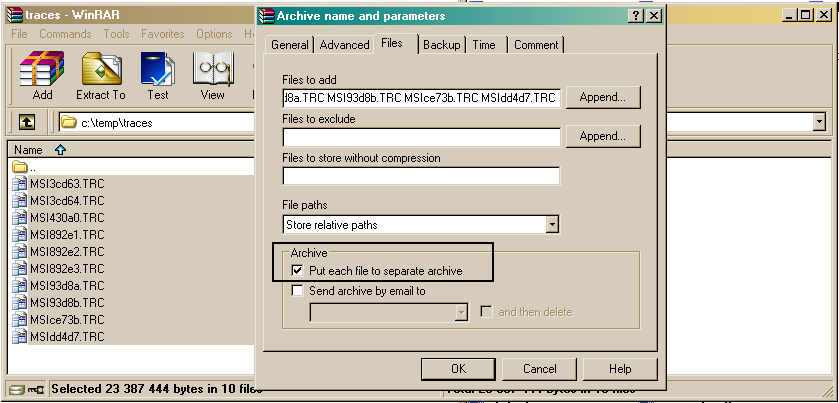 traces - WinRAR
File Commands Tools Favorites Options
Add Extract To Test View
c:\temp\traces
Name
..
MSI3cd63.TRC
MSI3cd64.TRC
MSI430a0.TRC
MSI892e1.TRC
MSI892e2.TRC
MSI892e3.TRC
MSI93d8a.TRC
MSI93d8b.TRC
MSIce73b.TRC
MSIdd4d7.TRC
Selected 23 387 444 bytes in 10 files
Archive name and parameters
General Advanced Files Backup Time Comment
Files to add
d8a.TRC MSI93d8b.TRC MSIce73b.TRC MSIdd4d7.TRC
Append...
Files to exclude
Append...
Files to store without compression
File paths
Store relative paths
Archive
Put each file to separate archive
Send archive by email to
and then delete
OK Cancel Help